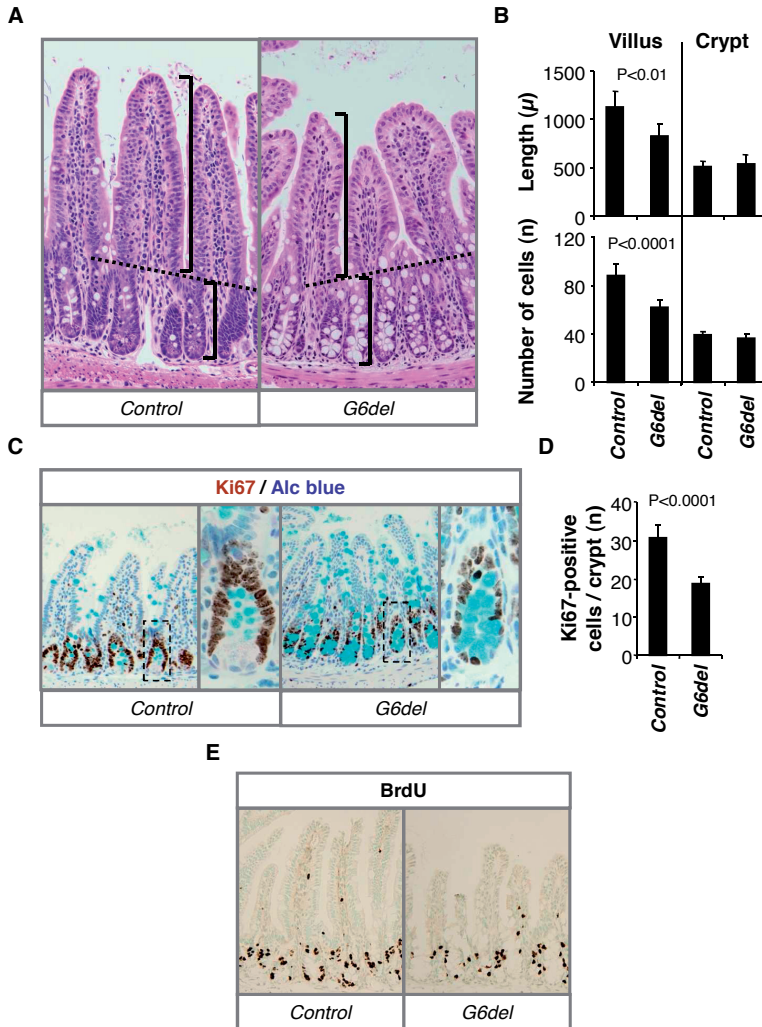 A
Control
G6del
B
Villus
Crypt
P<0.01
1500
1000
500
0
Length (µ)
P<0.0001
120
80
40
0
Number of cells (n)
Control
G6del
Control
G6del
C
Ki67 / Alc blue
Control
G6del
D
P<0.0001
40
30
20
10
0
Ki67-positive
cells / crypt (n)
Control
G6del
E
BrdU
Control
G6del